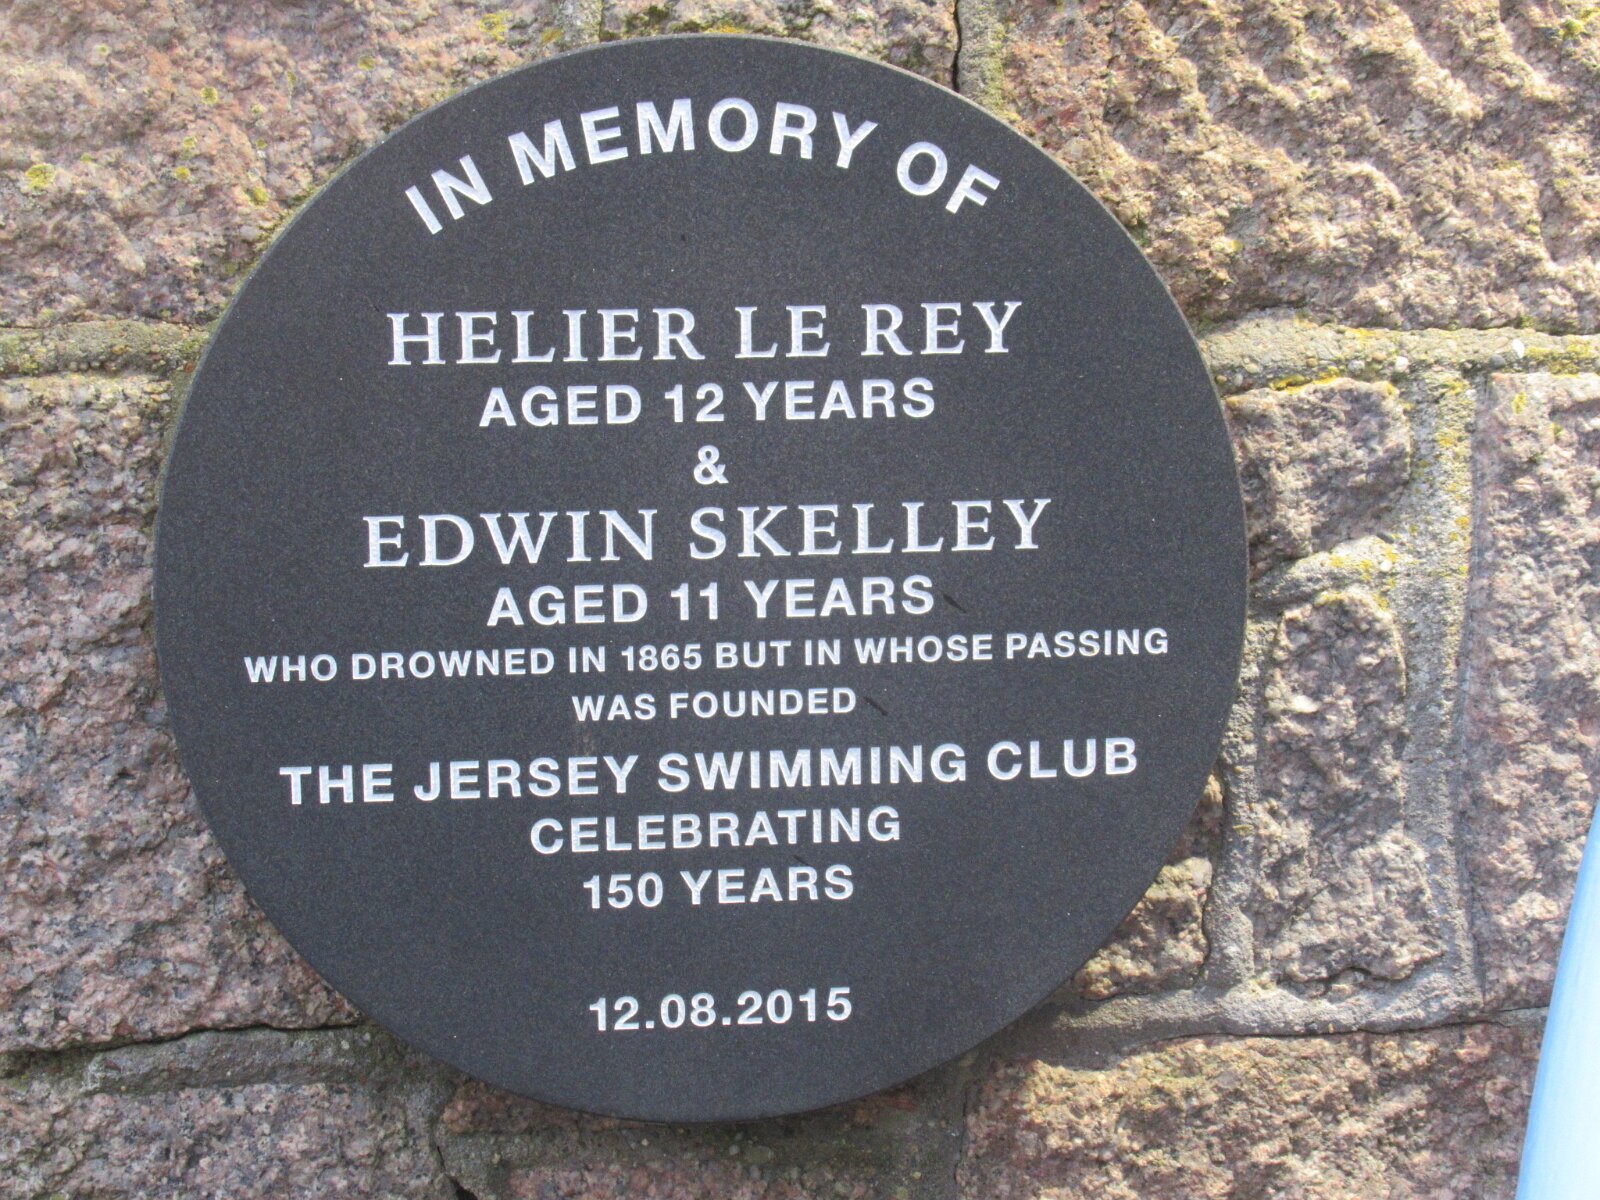 IN MEMORY OF
HELIER LE REY
AGED 12 YEARS
&
EDWIN SKELLEY
AGED 11 YEARS
WHO DROWNED IN 1865 BUT IN WHOSE PASSING
WAS FOUNDED
THE JERSEY SWIMMING CLUB
CELEBRATING
150 YEARS
12.08.2015